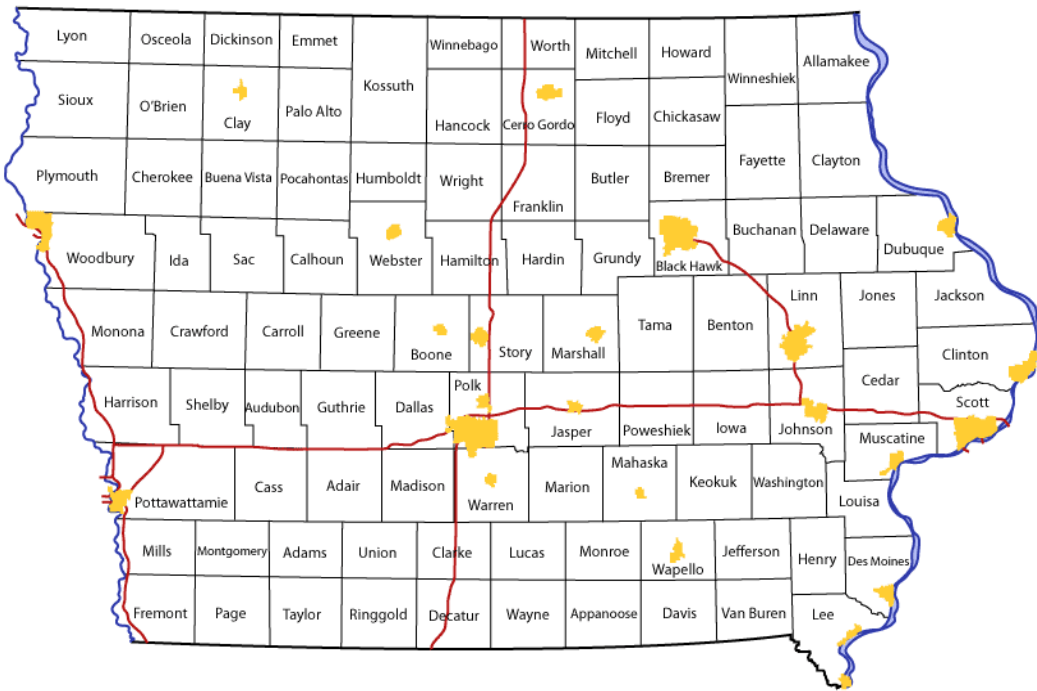 Lyon
Osceola
Dickinson
Emmet
Kossuth
Winnebago
Worth
Mitchell
Howard
Winneshiek
Allamakee
Sioux
O'Brien
Clay
Palo Alto
Hancock
Cerro Gordo
Floyd
Chickasaw
Plymouth
Cherokee
Buena Vista
Pocahontas
Humboldt
Wright
Franklin
Butler
Bremer
Fayette
Clayton
Woodbury
Ida
Sac
Calhoun
Webster
Hamilton
Hardin
Grundy
Black Hawk
Buchanan
Delaware
Dubuque
Monona
Crawford
Carroll
Greene
Boone
Story
Marshall
Tama
Benton
Linn
Jones
Jackson
Clinton
Harrison
Shelby
Audubon
Guthrie
Dallas
Polk
Jasper
Poweshiek
Iowa
Johnson
Cedar
Scott
Muscatine
Pottawattamie
Cass
Adair
Madison
Warren
Marion
Mahaska
Keokuk
Washington
Louisa
Mills
Montgomery
Adams
Union
Clarke
Lucas
Monroe
Wapello
Jefferson
Henry
Des Moines
Fremont
Page
Taylor
Ringgold
Decatur
Wayne
Appanoose
Davis
Van Buren
Lee